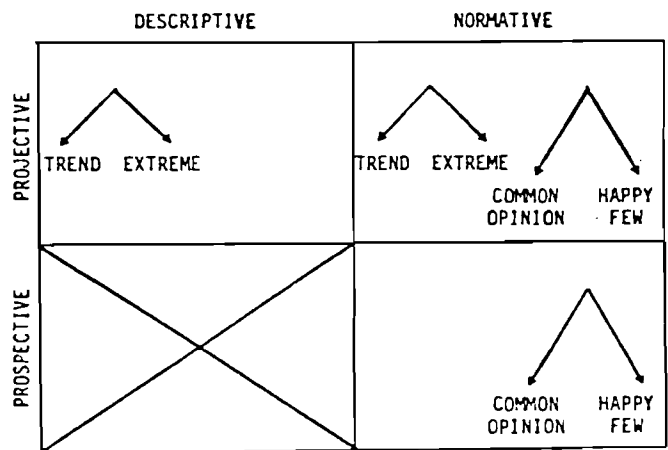 DESCRIPTIVE NORMATIVE
PROJECTIVE
TREND EXTREME
TREND EXTREME
COMMON OPINION
HAPPY FEW
PROSPECTIVE
COMMON OPINION
HAPPY FEW